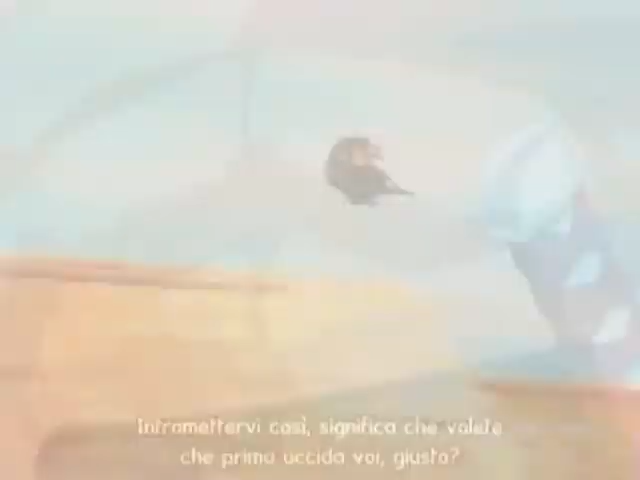 Intromettervi così, significa che volete
che prima uccida voi, giusto?